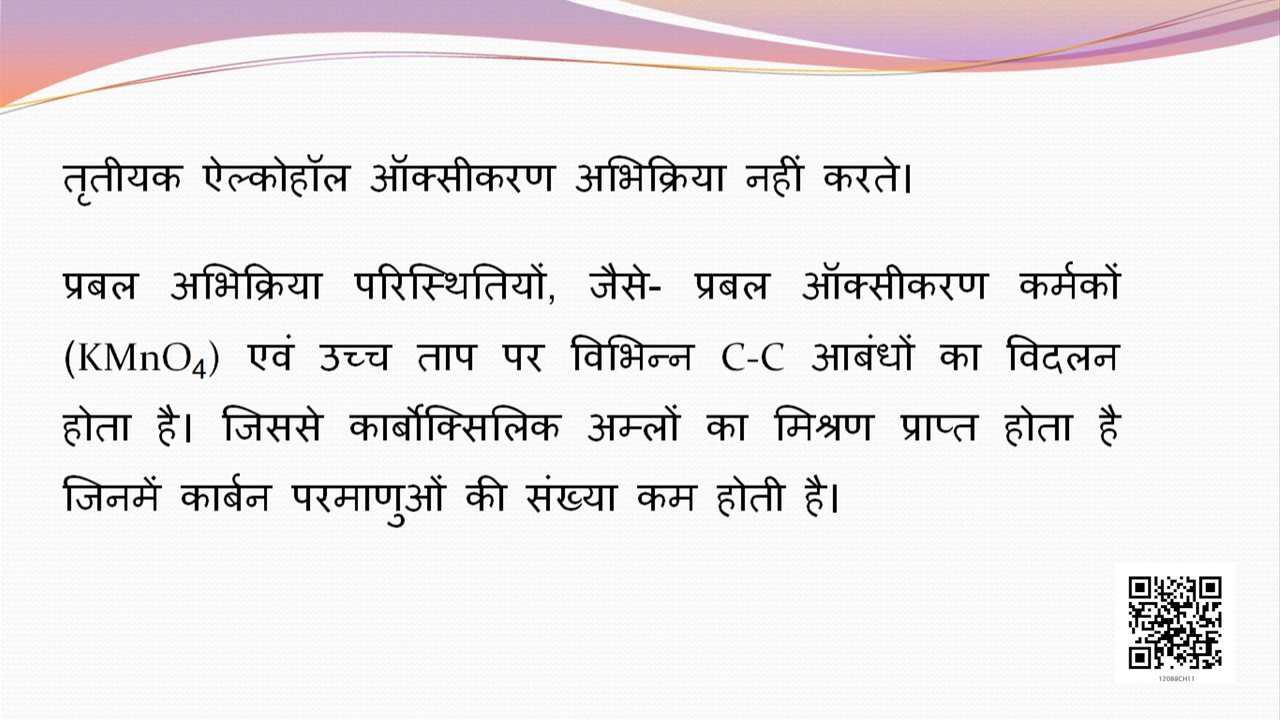 तृतीयक ऐल्कोहॉल ऑक्सीकरण अभिक्रिया नहीं करते।
प्रबल अभिक्रिया परिस्थितियों, जैसे- प्रबल ऑक्सीकरण कर्मकों
(KMnO₄) एवं उच्च ताप पर विभिन्न C-C आबंधों का विदलन
होता है। जिससे कार्बोक्सिलिक अम्लों का मिश्रण प्राप्त होता है
जिनमें कार्बन परमाणुओं की संख्या कम होती है।
12088CH11